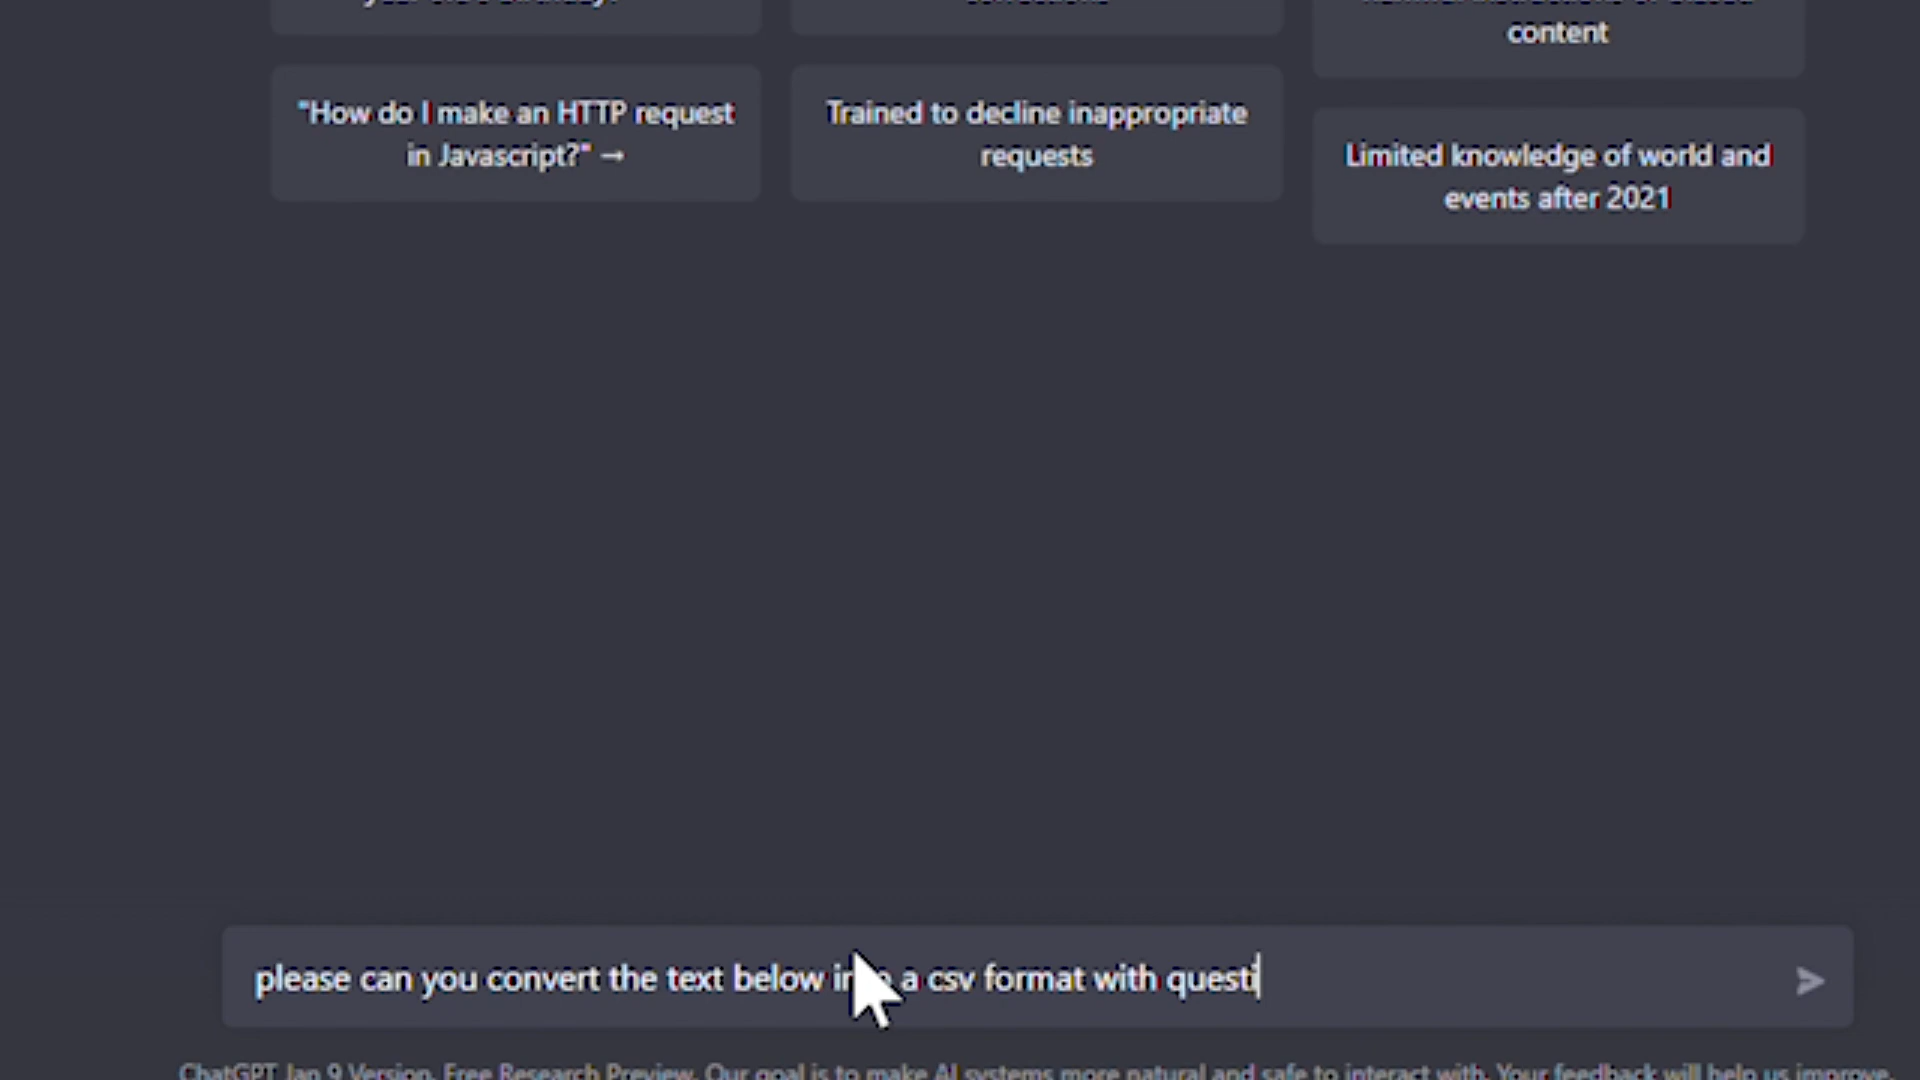 content
"How do I make an HTTP request
in Javascript?" →
Trained to decline inappropriate
requests
Limited knowledge of world and
events after 2021
please can you convert the text below a csv format with questi
ChatGPT Jan 9 Version. Free Research Preview. Our goal is to make AI systems more natural and safe to interact with. Your feedback will help us improve.